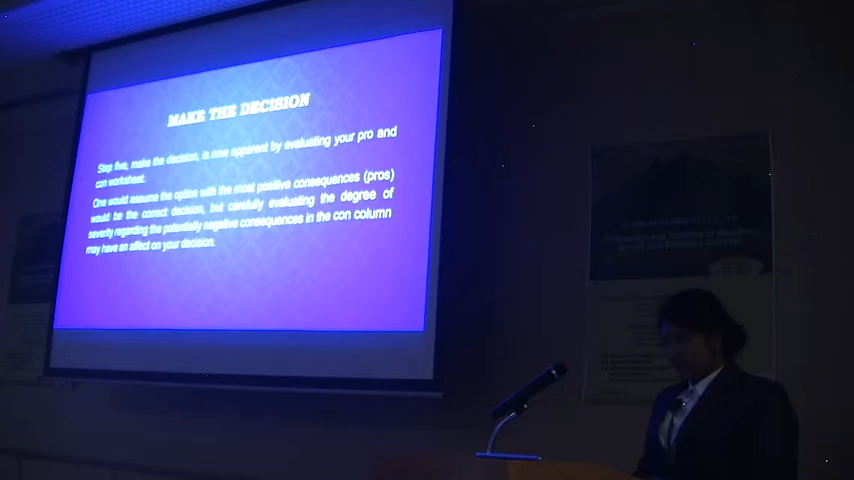 MAKE THE DECISION
Step five, make the decision, is now apparent by evaluating your pro and
con worksheet.
One would assume the option with the most positive consequences (pros)
would be the correct decision, but carefully evaluating the degree of
severity regarding the potentially negative consequences in the con column
may have an affect on your decision.